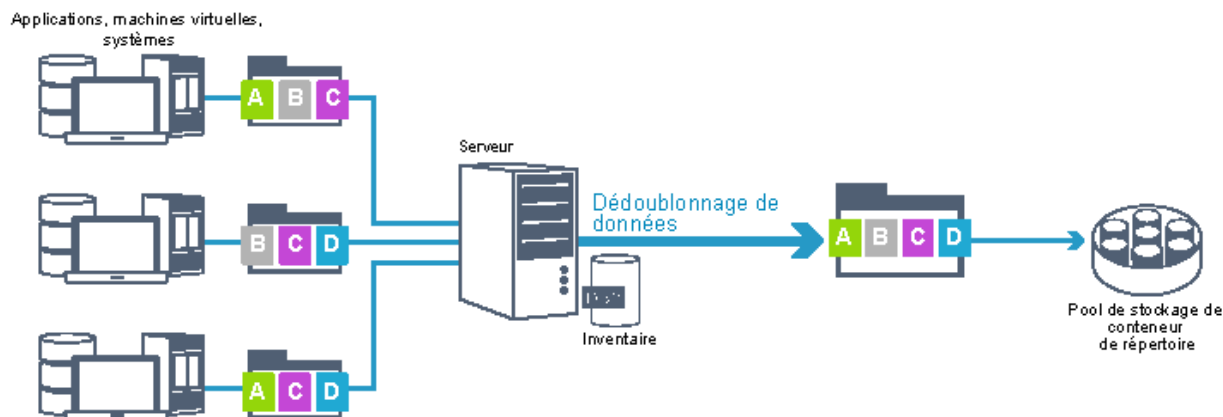 Applications, machines virtuelles,
systèmes
A B C
Serveur
Dédoublonnage de
données
B C D
A B C D
Inventaire
Pool de stockage de
conteneur
de répertoire
A C D